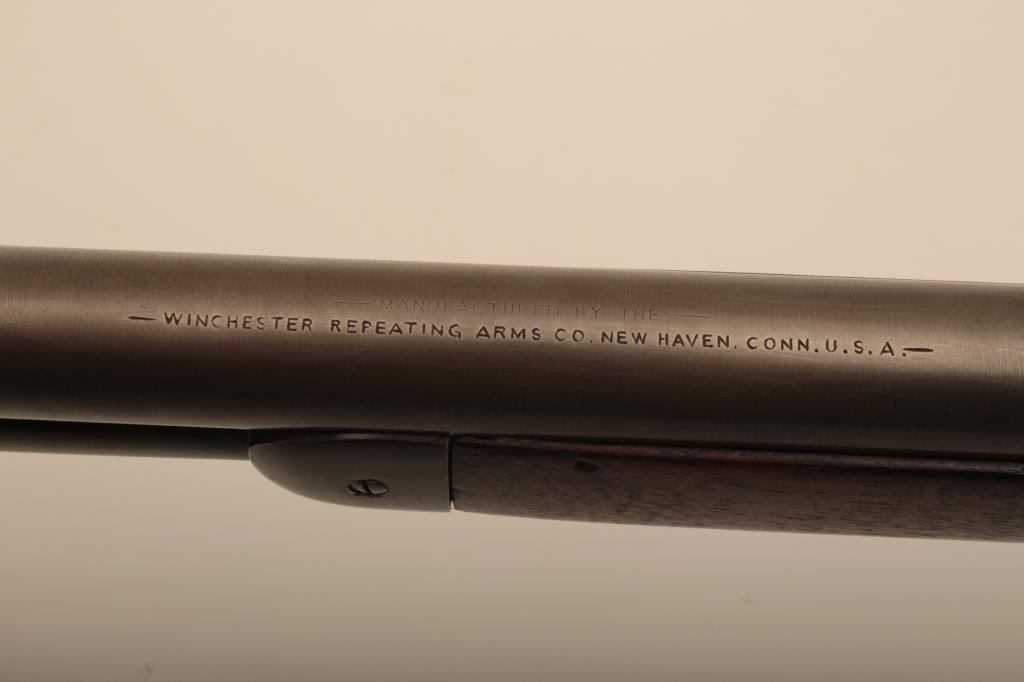 — MANUFACTURED BY THE —
— WINCHESTER REPEATING ARMS CO. NEW HAVEN. CONN. U.S.A. —